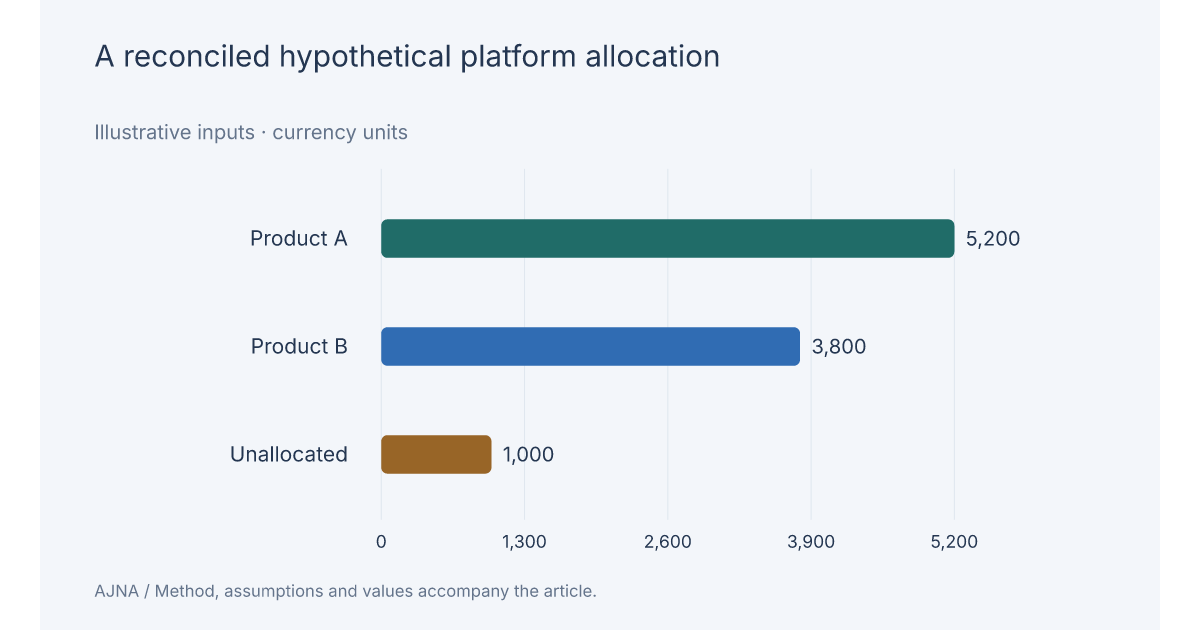 A reconciled hypothetical platform allocation
Illustrative inputs · currency units
Product A 5,200
Product B 3,800
Unallocated 1,000
0 1,300 2,600 3,900 5,200
AJNA / Method, assumptions and values accompany the article.